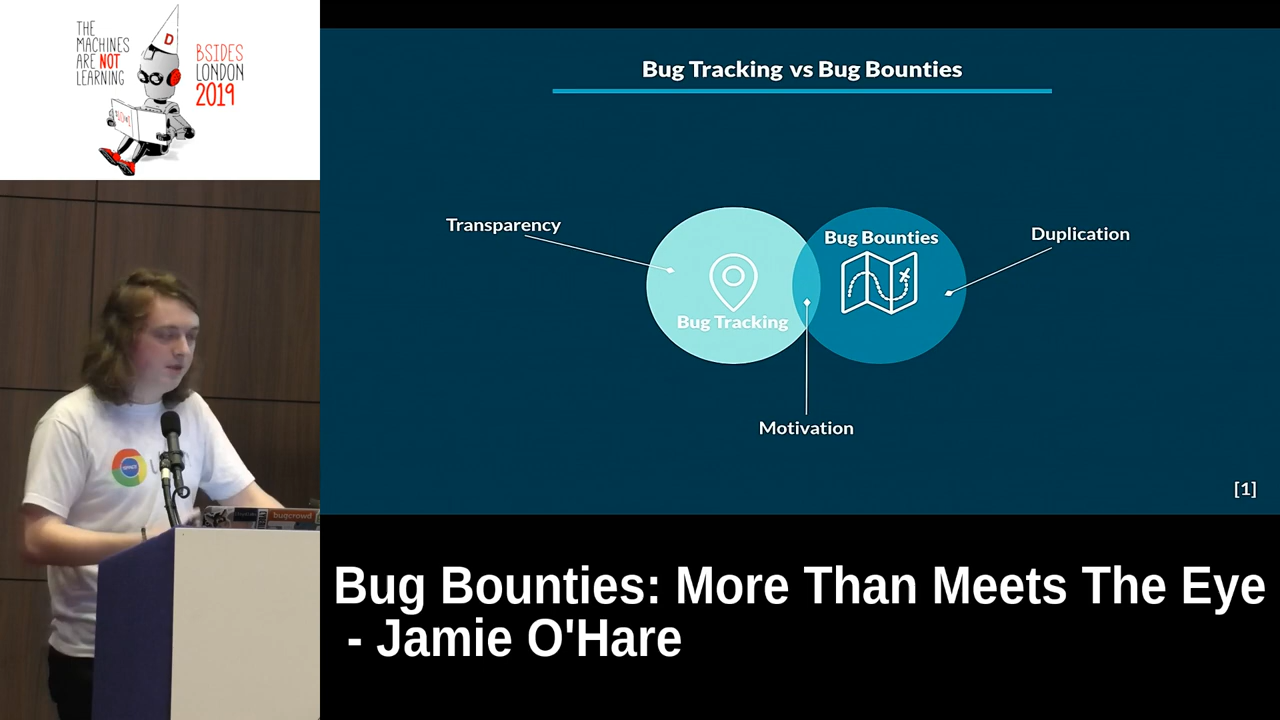 THE
MACHINES
ARE NOT
LEARNING
D
BSIDES
LONDON
2019
Bug Tracking vs Bug Bounties
Transparency
Bug Bounties
Duplication
Bug Tracking
Motivation
[1]
bugcrowd
Bug Bounties: More Than Meets The Eye
- Jamie O'Hare